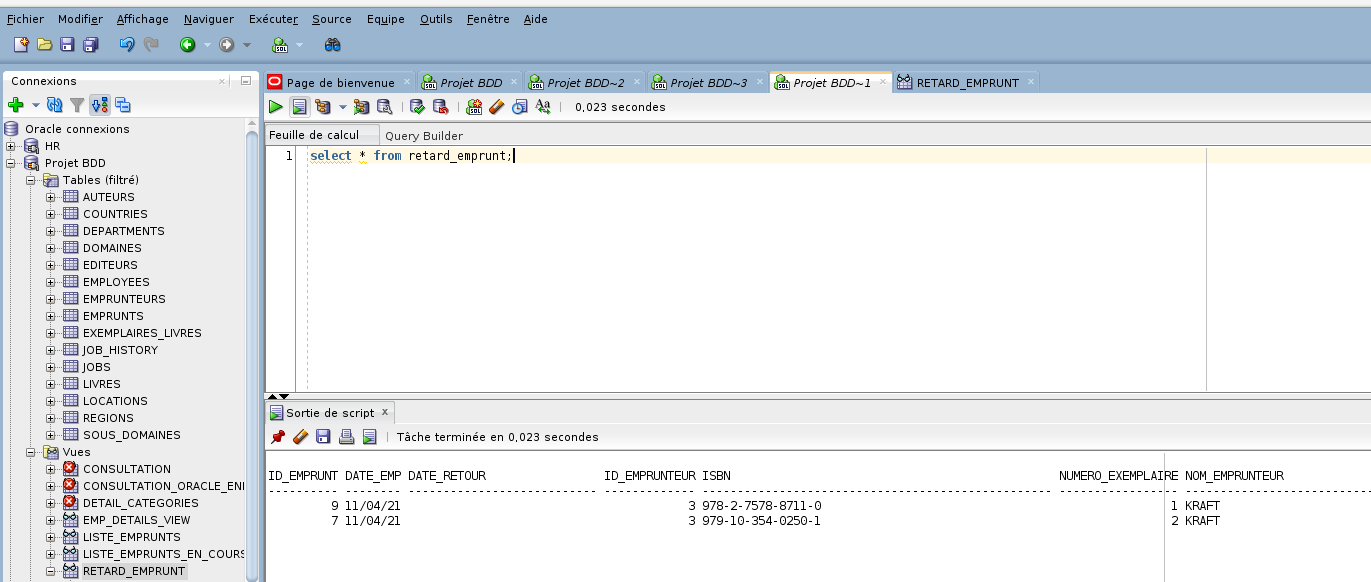 Fichier Modifier Affichage Naviguer Exécuter Source Equipe Outils Fenêtre Aide
Connexions
Page de bienvenue Projet BDD Projet BDD~2 Projet BDD~3 Projet BDD~1 RETARD_EMPRUNT
0,023 secondes
Feuille de calcul Query Builder
1 select * from retard_emprunt;
Oracle connexions
HR
Projet BDD
Tables (filtré)
AUTEURS
COUNTRIES
DEPARTMENTS
DOMAINES
EDITEURS
EMPLOYEES
EMPRUNTEURS
EMPRUNTS
EXEMPLAIRES_LIVRES
JOB_HISTORY
JOBS
LIVRES
LOCATIONS
REGIONS
SOUS_DOMAINES
Vues
CONSULTATION
CONSULTATION_ORACLE_ENI
DETAIL_CATEGORIES
EMP_DETAILS_VIEW
LISTE_EMPRUNTS
LISTE_EMPRUNTS_EN_COURS
RETARD_EMPRUNT
Sortie de script x
Tâche terminée en 0,023 secondes
ID_EMPRUNT DATE_EMP DATE_RETOUR ID_EMPRUNTEUR ISBN NUMERO_EXEMPLAIRE NOM_EMPRUNTEUR
9 11/04/21 3 978-2-7578-8711-0 1 KRAFT
7 11/04/21 3 979-10-354-0250-1 2 KRAFT